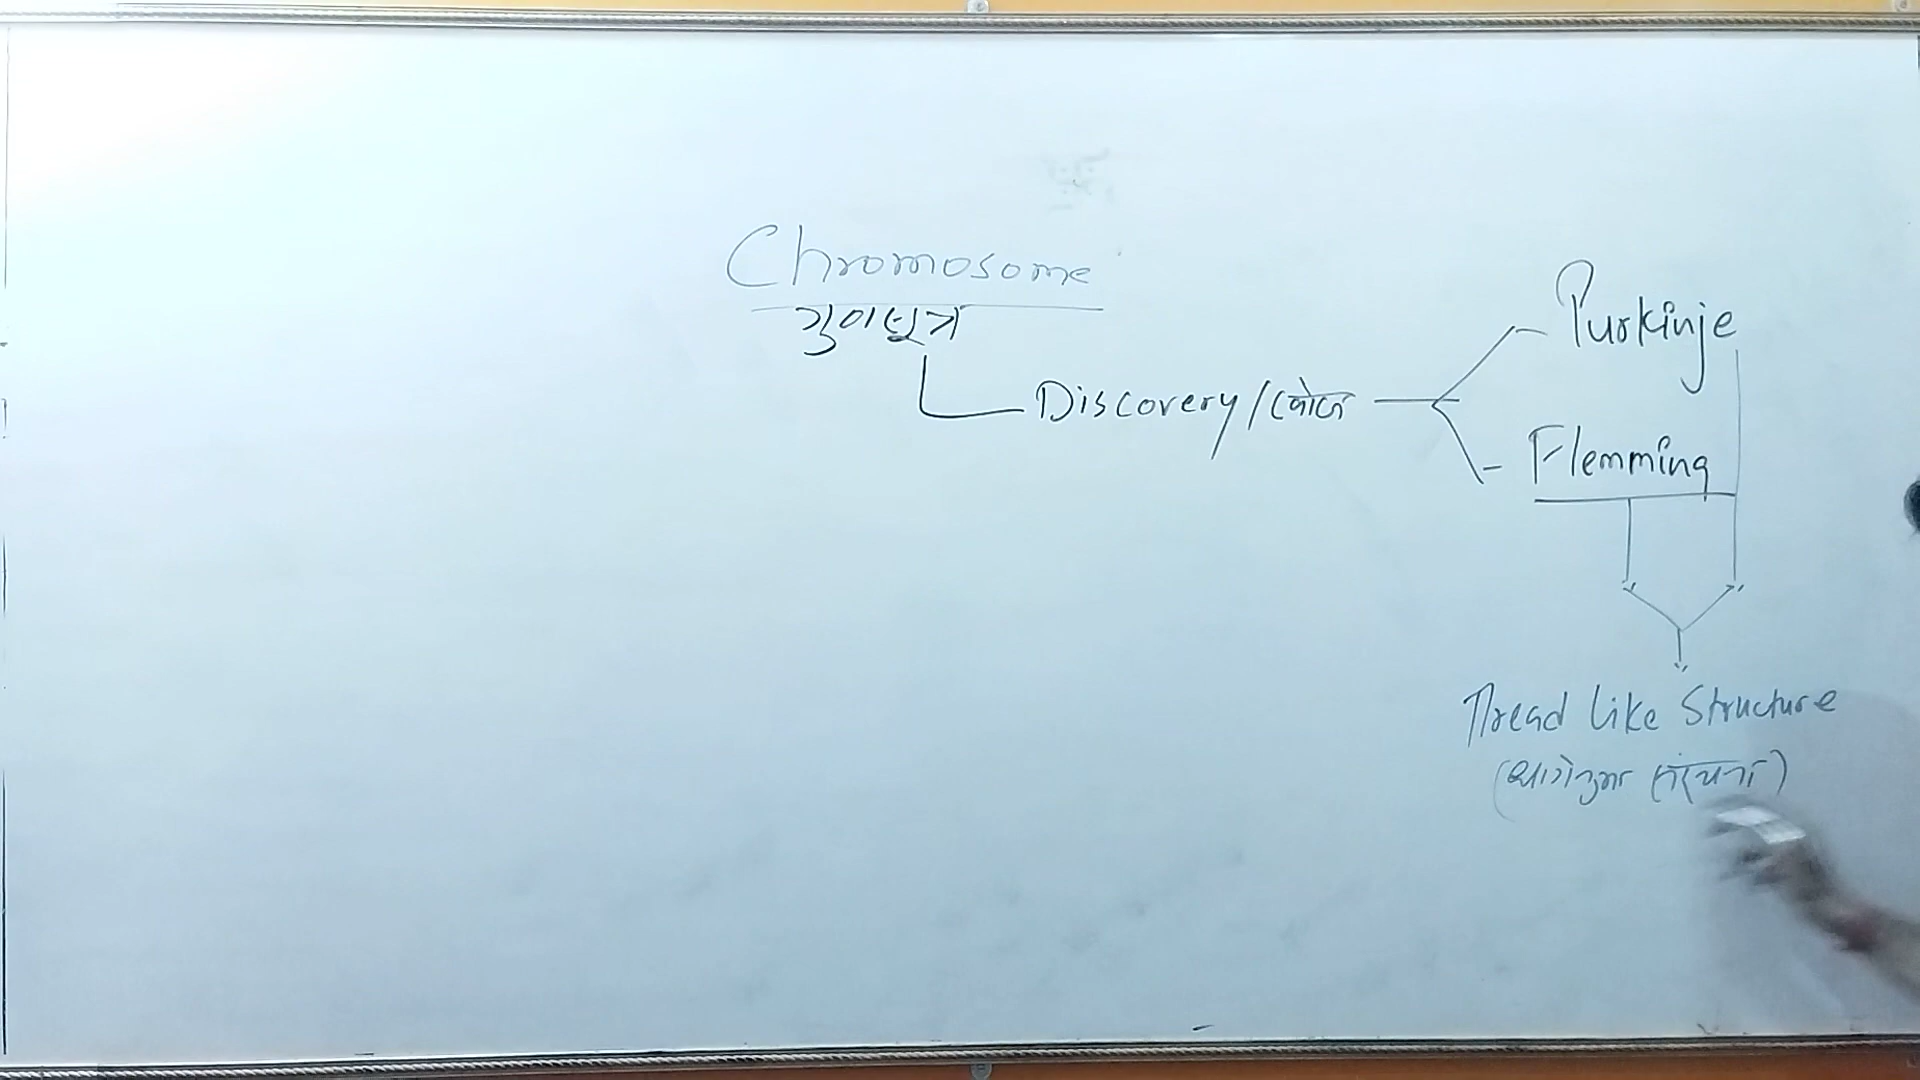 Chromosome
गुणसूत्र
Discovery/खोज
Purkinje
Flemming
Thread like Structure
(धागेनुमा संरचना)